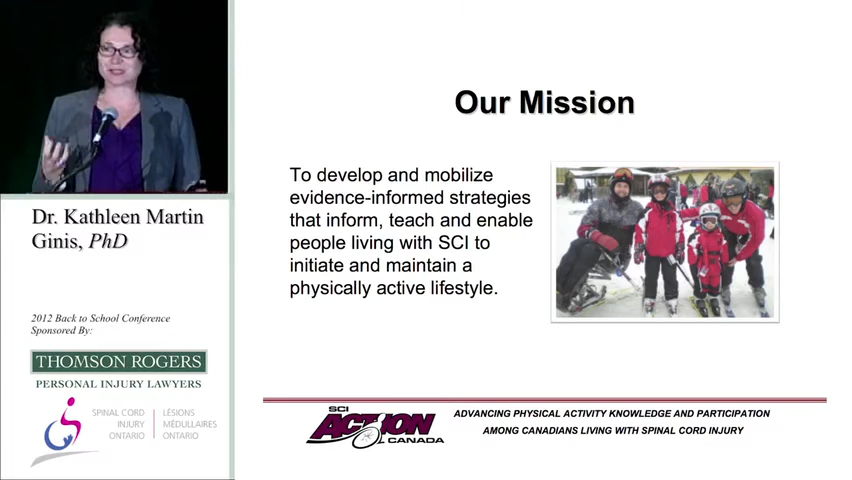 Dr. Kathleen Martin
Ginis, PhD
2012 Back to School Conference
Sponsored By:
THOMSON ROGERS
PERSONAL INJURY LAWYERS
SPINAL CORD
INJURY
ONTARIO
LÉSIONS
MÉDULLAIRES
ONTARIO
Our Mission
To develop and mobilize
evidence-informed strategies
that inform, teach and enable
people living with SCI to
initiate and maintain a
physically active lifestyle.
SCI
ACTION
CANADA
ADVANCING PHYSICAL ACTIVITY KNOWLEDGE AND PARTICIPATION
AMONG CANADIANS LIVING WITH SPINAL CORD INJURY